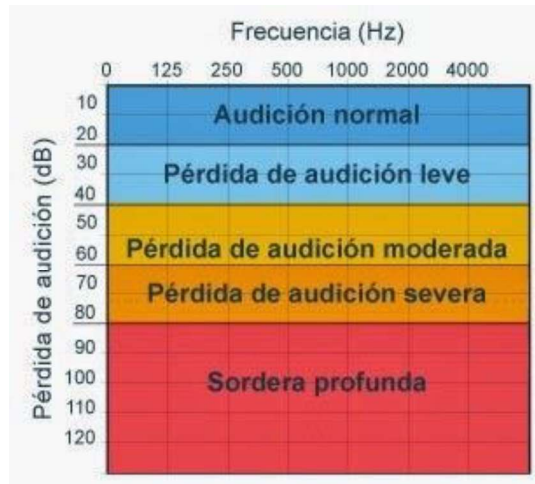 Frecuencia (Hz)
0 125 250 500 1000 2000 4000
Pérdida de audición (dB)
10
20
30
40
50
60
70
80
90
100
110
120
Audición normal
Pérdida de audición leve
Pérdida de audición moderada
Pérdida de audición severa
Sordera profunda